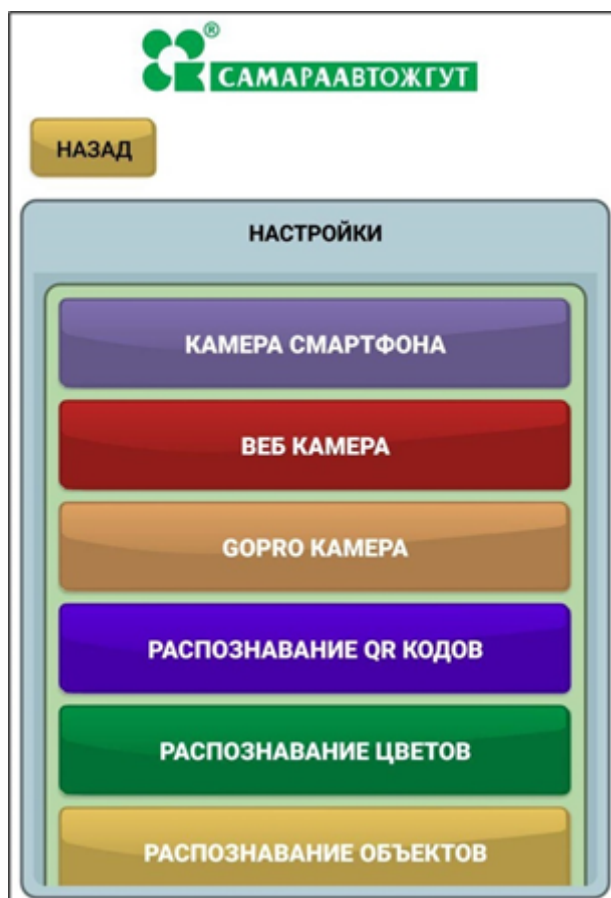 ®
САМАРААВТОЖГУТ
НАЗАД
НАСТРОЙКИ
КАМЕРА СМАРТФОНА
ВЕБ КАМЕРА
GOPRO КАМЕРА
РАСПОЗНАВАНИЕ QR КОДОВ
РАСПОЗНАВАНИЕ ЦВЕТОВ
РАСПОЗНАВАНИЕ ОБЪЕКТОВ